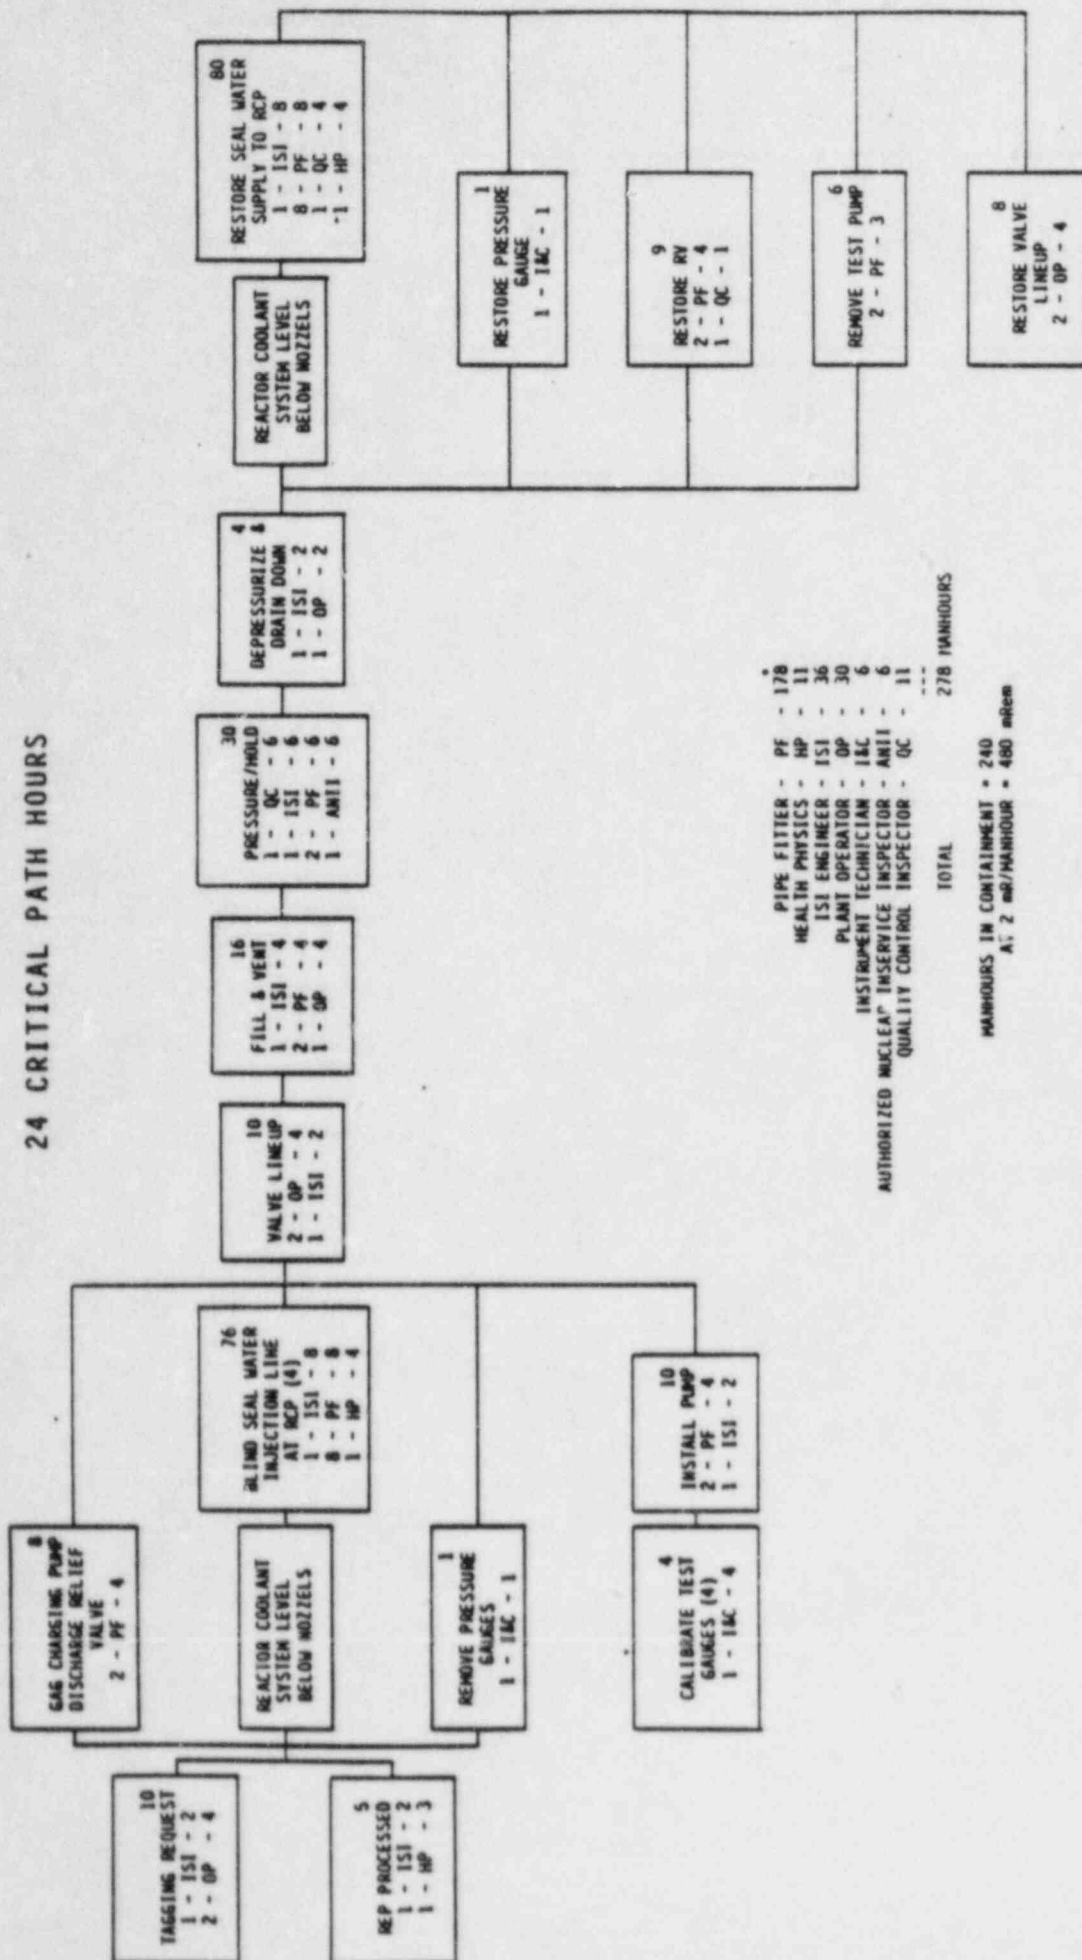 24 CRITICAL PATH HOURS
10
TAGGING REQUEST
1 - ISI - 2
2 - OP - 4
5
REP PROCESSED
1 - ISI - 2
1 - HP - 3
8
GAG CHARGING PUMP
DISCHARGE RELIEF
VALVE
2 - PF - 4
REACTOR COOLANT
SYSTEM LEVEL
BELOW NOZZELS
1
REMOVE PRESSURE
GAUGES
1 - I&C - 1
4
CALIBRATE TEST
GAUGES (4)
1 - I&C - 4
76
BLIND SEAL WATER
INJECTION LINE
AT RCP (4)
1 - ISI - 8
8 - PF - 8
1 - HP - 4
10
INSTALL PUMP
2 - PF - 4
1 - ISI - 2
10
VALVE LINEUP
2 - OP - 4
1 - ISI - 2
16
FILL & VENT
1 - ISI - 4
2 - PF - 4
1 - OP - 4
30
PRESSURE/HOLD
1 - QC - 6
1 - ISI - 6
2 - PF - 6
1 - ANII - 6
4
DEPRESSURIZE &
DRAIN DOWN
1 - ISI - 2
1 - OP - 2
REACTOR COOLANT
SYSTEM LEVEL
BELOW NOZZELS
80
RESTORE SEAL WATER
SUPPLY TO RCP
1 - ISI - 8
8 - PF - 8
1 - QC - 4
1 - HP - 4
1
RESTORE PRESSURE
GAUGE
1 - I&C - 1
9
RESTORE RV
2 - PF - 4
1 - QC - 1
6
REMOVE TEST PUMP
2 - PF - 3
8
RESTORE VALVE
LINEUP
2 - OP - 4
PIPE FITTER - PF - 178
HEALTH PHYSICS - HP - 11
ISI ENGINEER - ISI - 36
PLANT OPERATOR - OP - 30
INSTRUMENT TECHNICIAN - I&C - 6
AUTHORIZED NUCLEAR INSERVICE INSPECTOR - ANII - 6
QUALITY CONTROL INSPECTOR - QC - 11
---
TOTAL 278 MANHOURS
MANHOURS IN CONTAINMENT = 240
AT 2 mR/MANHOUR = 480 mRem